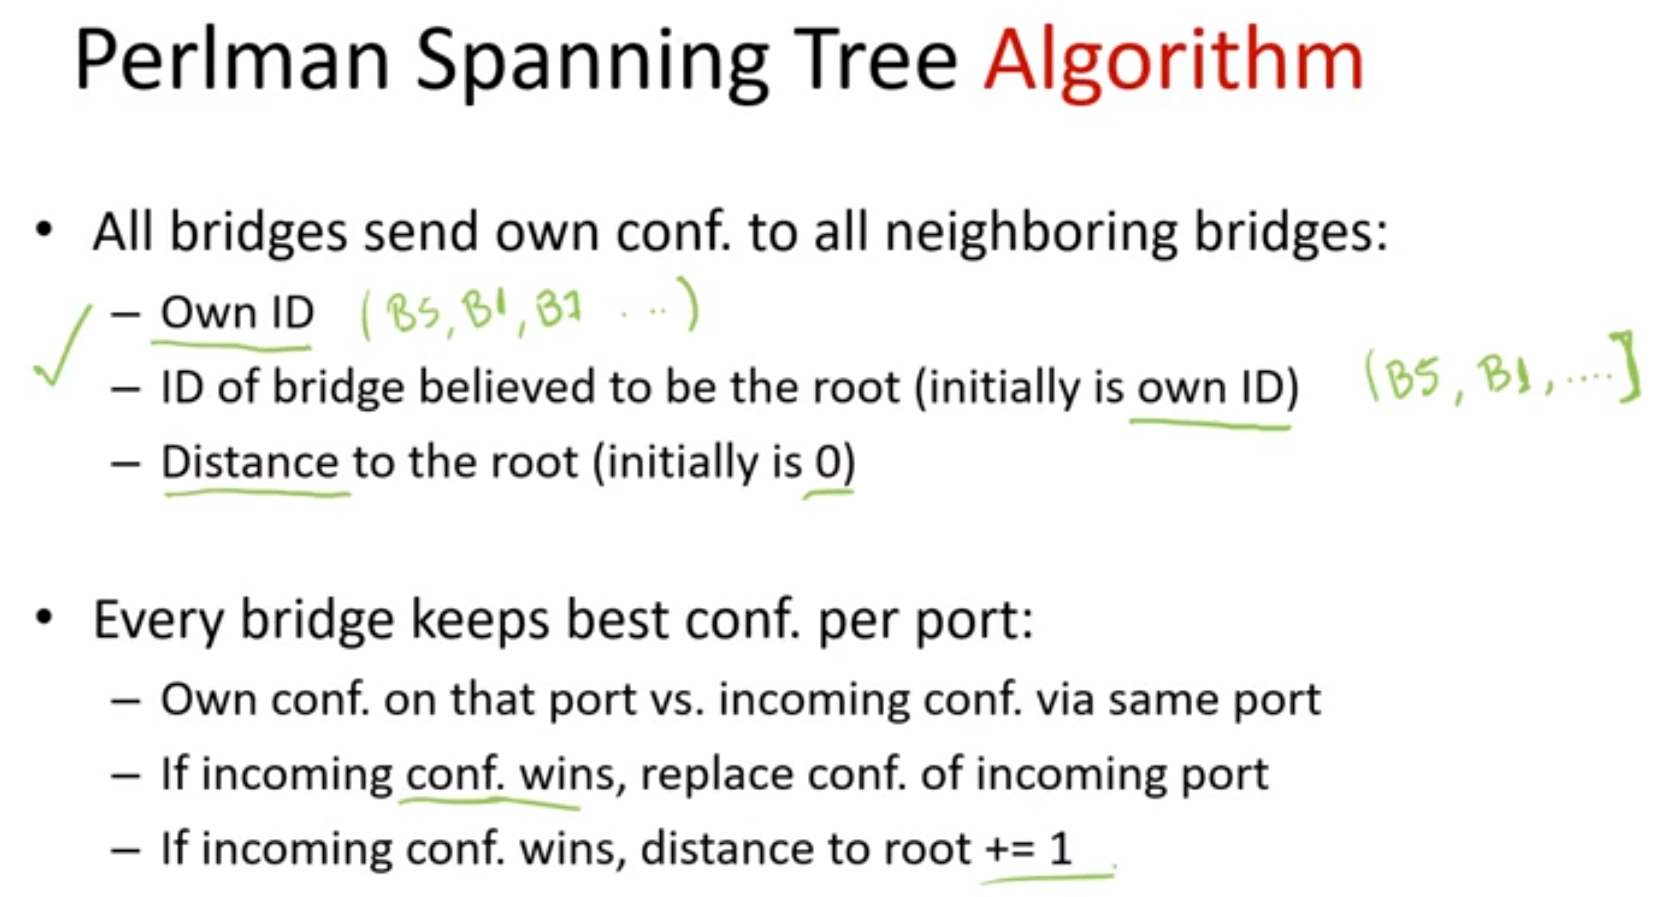 Perlman Spanning Tree Algorithm
• All bridges send own conf. to all neighboring bridges:
– Own ID (B5, B1, B7 ....)
– ID of bridge believed to be the root (initially is own ID) (B5, B1, ....]
– Distance to the root (initially is 0)
• Every bridge keeps best conf. per port:
– Own conf. on that port vs. incoming conf. via same port
– If incoming conf. wins, replace conf. of incoming port
– If incoming conf. wins, distance to root += 1